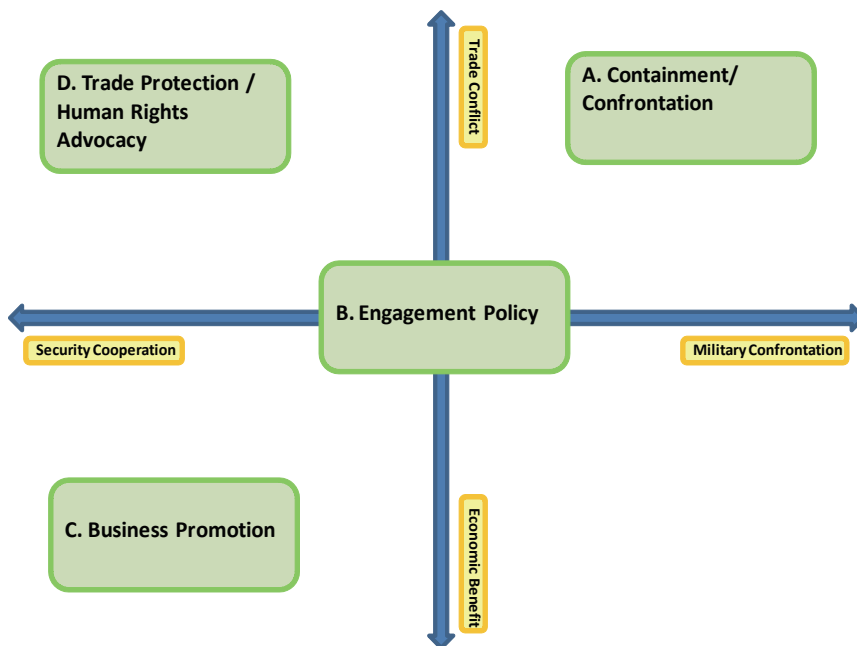 D. Trade Protection /
Human Rights
Advocacy
Trade Conflict
A. Containment/
Confrontation
B. Engagement Policy
Security Cooperation
Military Confrontation
C. Business Promotion
Economic Benefit